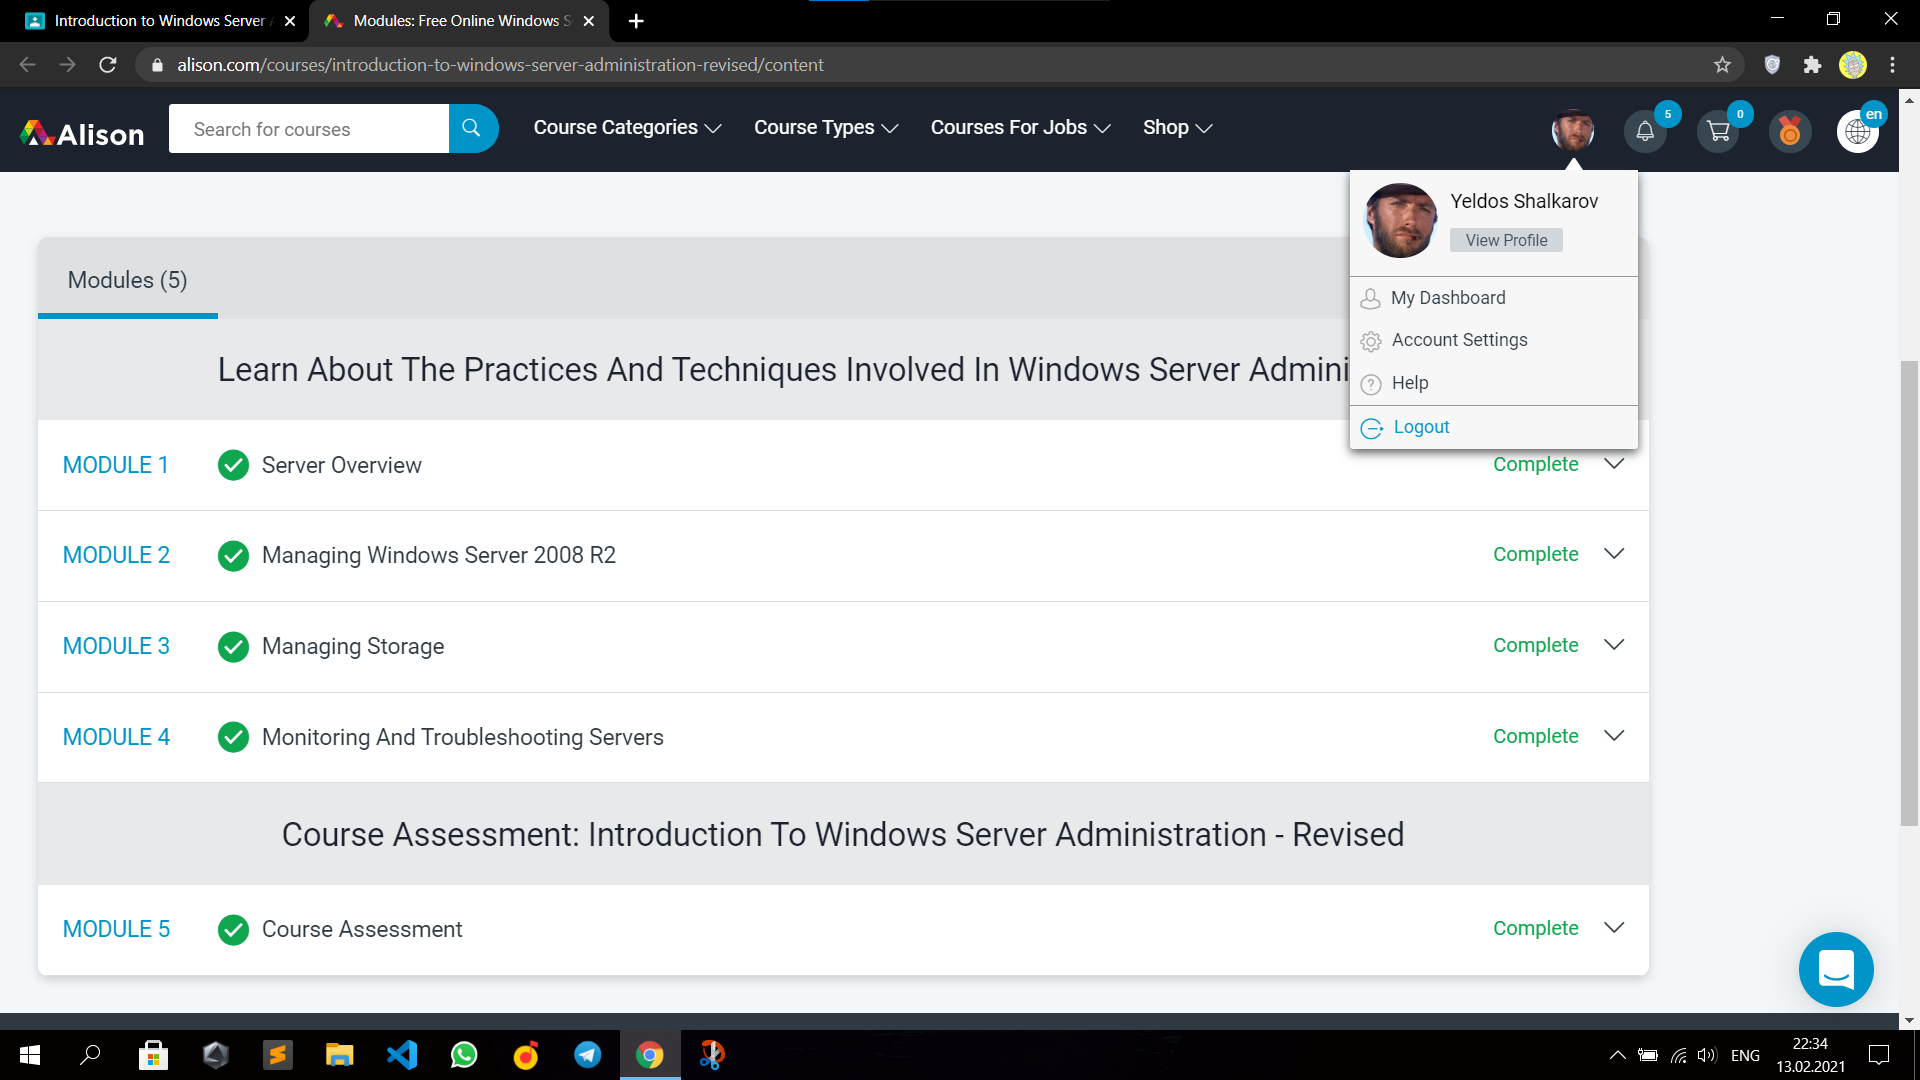 Introduction to Windows Server
Modules: Free Online Windows S
alison.com/courses/introduction-to-windows-server-administration-revised/content
Alison
Search for courses
Course Categories
Course Types
Courses For Jobs
Shop
5
0
en
Yeldos Shalkarov
View Profile
My Dashboard
Account Settings
Help
Logout
Modules (5)
Learn About The Practices And Techniques Involved In Windows Server Admini
MODULE 1 Server Overview Complete
MODULE 2 Managing Windows Server 2008 R2 Complete
MODULE 3 Managing Storage Complete
MODULE 4 Monitoring And Troubleshooting Servers Complete
Course Assessment: Introduction To Windows Server Administration - Revised
MODULE 5 Course Assessment Complete
ENG
22:34
13.02.2021